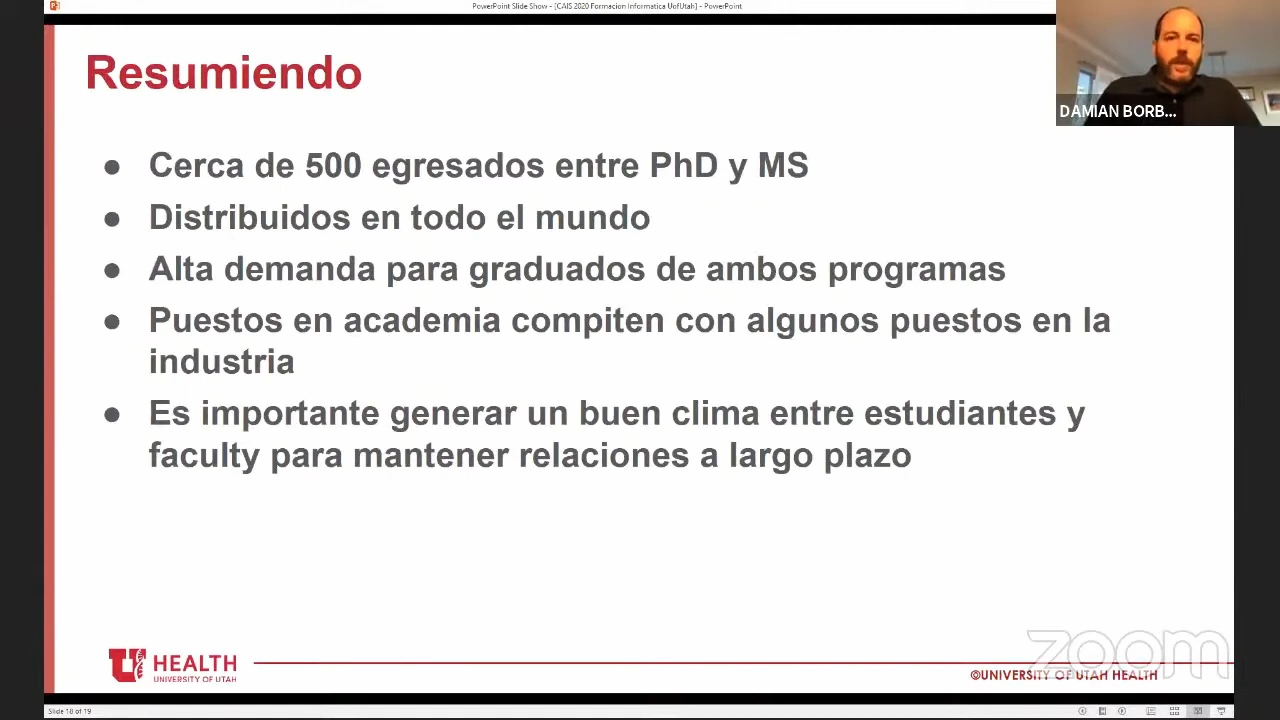 PowerPoint Slide Show - [CAIS 2020 Formacion Informatica UofUtah] - PowerPoint
Resumiendo
DAMIAN BORB...
● Cerca de 500 egresados entre PhD y MS
● Distribuidos en todo el mundo
● Alta demanda para graduados de ambos programas
● Puestos en academia compiten con algunos puestos en la
industria
● Es importante generar un buen clima entre estudiantes y
faculty para mantener relaciones a largo plazo
zoom
U HEALTH
UNIVERSITY OF UTAH
©UNIVERSITY OF UTAH HEALTH
Slide 18 of 19